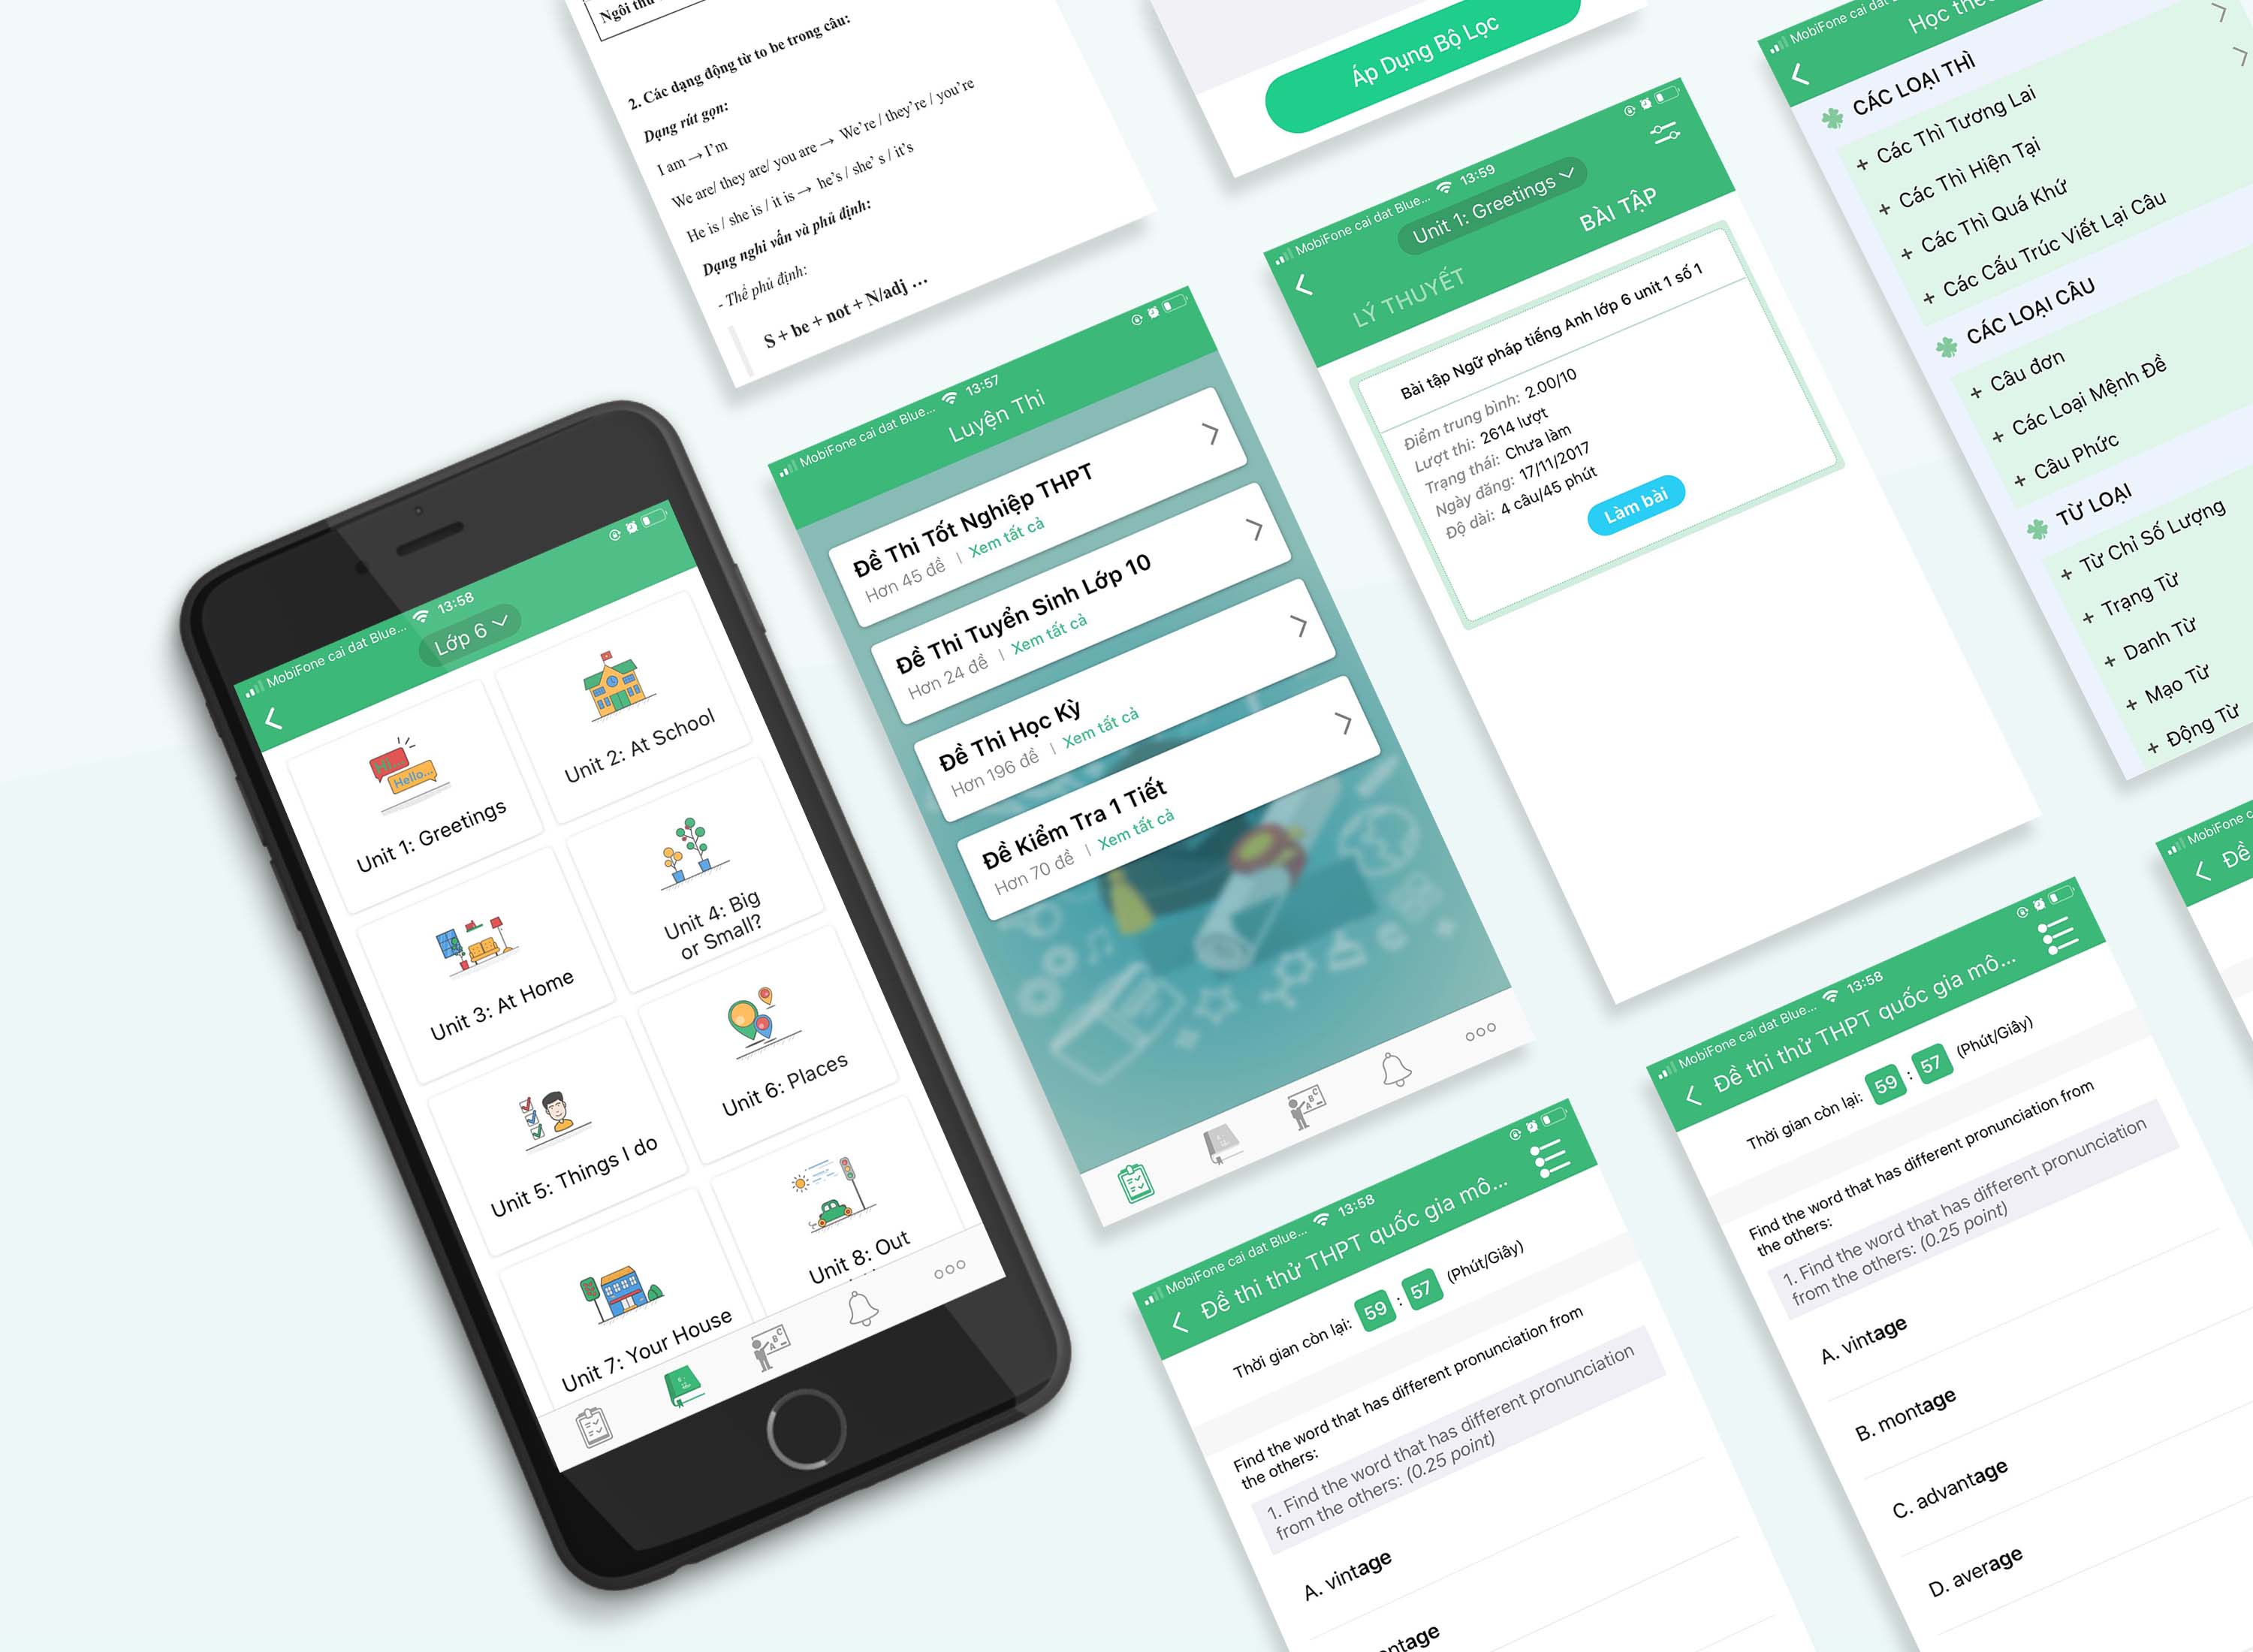 2. Các dạng động từ to be trong câu:
Dạng rút gọn:
I am → I'm
We are/ they are/ you are → We're / they're / you're
He is / she is / it is → he's / she' s / it's
Dạng nghi vấn và phủ định:
- Thể phủ định:
S + be + not + N/adj ...
Áp Dụng Bộ Lọc
MobiFone cai dat Blue... 13:58
Lớp 6
Hi...
Hello...
Unit 1: Greetings
Unit 2: At School
Unit 3: At Home
Unit 4: Big
or Small?
Unit 5: Things I do
Unit 6: Places
Unit 7: Your House
Unit 8: Out
MobiFone cai dat Blue... 13:57
Luyện Thi
Đề Thi Tốt Nghiệp THPT
Hơn 45 đề | Xem tất cả
Đề Thi Tuyển Sinh Lớp 10
Hơn 24 đề | Xem tất cả
Đề Thi Học Kỳ
Hơn 196 đề | Xem tất cả
Đề Kiểm Tra 1 Tiết
Hơn 70 đề | Xem tất cả
MobiFone cai dat Blue... 13:59
Unit 1: Greetings
LÝ THUYẾT BÀI TẬP
Bài tập Ngữ pháp tiếng Anh lớp 6 unit 1 số 1
Điểm trung bình: 2.00/10
Lượt thi: 2614 lượt
Trạng thái: Chưa làm
Ngày đăng: 17/11/2017
Độ dài: 4 câu/45 phút
Làm bài
MobiFone cai dat
Học
CÁC LOẠI THÌ
+ Các Thì Tương Lai
+ Các Thì Hiện Tại
+ Các Thì Quá Khứ
+ Các Cấu Trúc Viết Lại Câu
CÁC LOẠI CÂU
+ Câu đơn
+ Các Loại Mệnh Đề
+ Câu Phức
TỪ LOẠI
+ Từ Chỉ Số Lượng
+ Trạng Từ
+ Danh Từ
+ Mạo Từ
+ Động Từ
MobiFone cai dat Blue... 13:58
Đề thi thử THPT quốc gia mô...
Thời gian còn lại: 59 : 57 (Phút/Giây)
Find the word that has different pronunciation from
the others:
1. Find the word that has different pronunciation
from the others: (0.25 point)
A. vintage
MobiFone cai dat Blue... 13:58
Đề thi thử THPT quốc gia mô...
Thời gian còn lại: 59 : 57 (Phút/Giây)
Find the word that has different pronunciation from
the others:
1. Find the word that has different pronunciation
from the others: (0.25 point)
A. vintage
B. montage
C. advantage
D. average
MobiFone
Đề